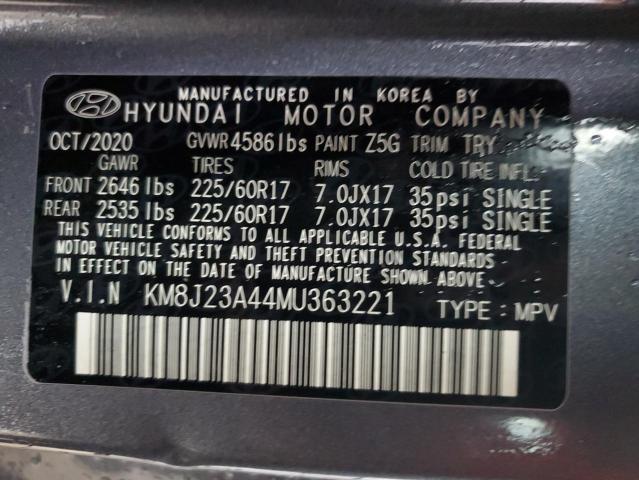 MANUFACTURED IN KOREA BY
HYUNDAI MOTOR COMPANY
OCT/2020 GVWR 4586 lbs PAINT Z5G TRIM TRY
GAWR TIRES RIMS COLD TIRE INFL.
FRONT 2646 lbs 225/60R17 7.0JX17 35psi SINGLE
REAR 2535 lbs 225/60R17 7.0JX17 35psi SINGLE
THIS VEHICLE CONFORMS TO ALL APPLICABLE U.S.A. FEDERAL
MOTOR VEHICLE SAFETY AND THEFT PREVENTION STANDARDS
IN EFFECT ON THE DATE OF MANUFACTURE SHOWN ABOVE.
V.I.N KM8J23A44MU363221 TYPE: MPV